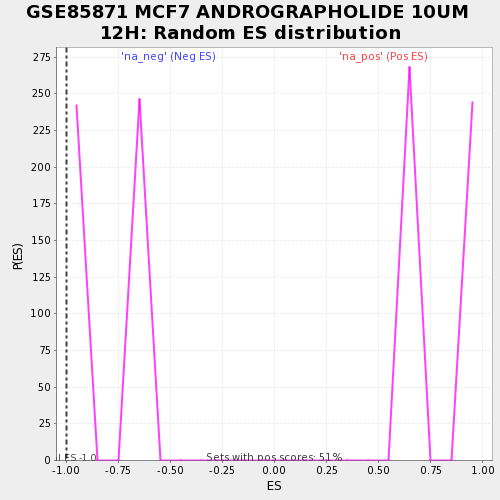 GSE85871 MCF7 ANDROGRAPHOLIDE 10UM
12H: Random ES distribution
'na_neg' (Neg ES)
'na_pos' (Pos ES)
275
250
225
200
175
150
125
100
75
50
25
0
P(ES)
ES -1.0
Sets with pos scores: 51%
-1.00 -0.75 -0.50 -0.25 0.00 0.25 0.50 0.75 1.00
ES